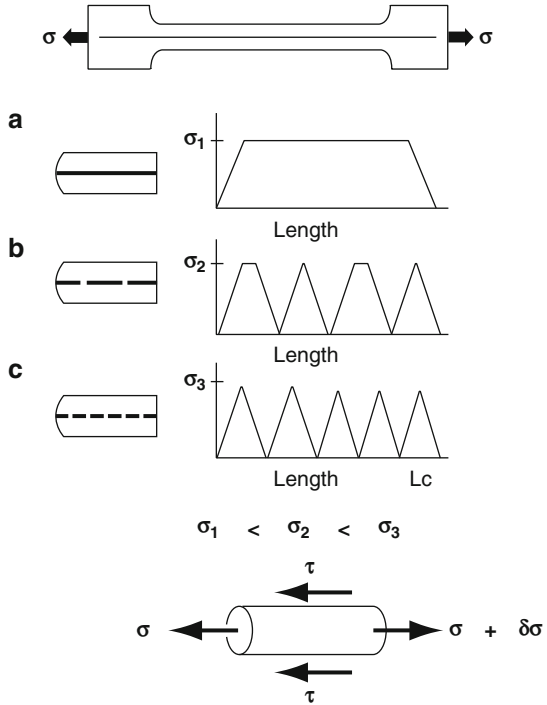 σ σ
a
σ1
Length
b
σ2
Length
c
σ3
Length Lc
σ1 < σ2 < σ3
τ
σ σ + δσ
τ